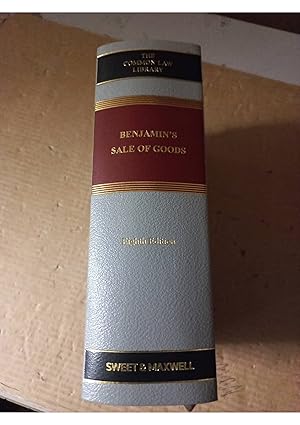 THE
COMMON LAW
LIBRARY
BENJAMIN'S
SALE OF GOODS
Eighth Edition
SWEET & MAXWELL